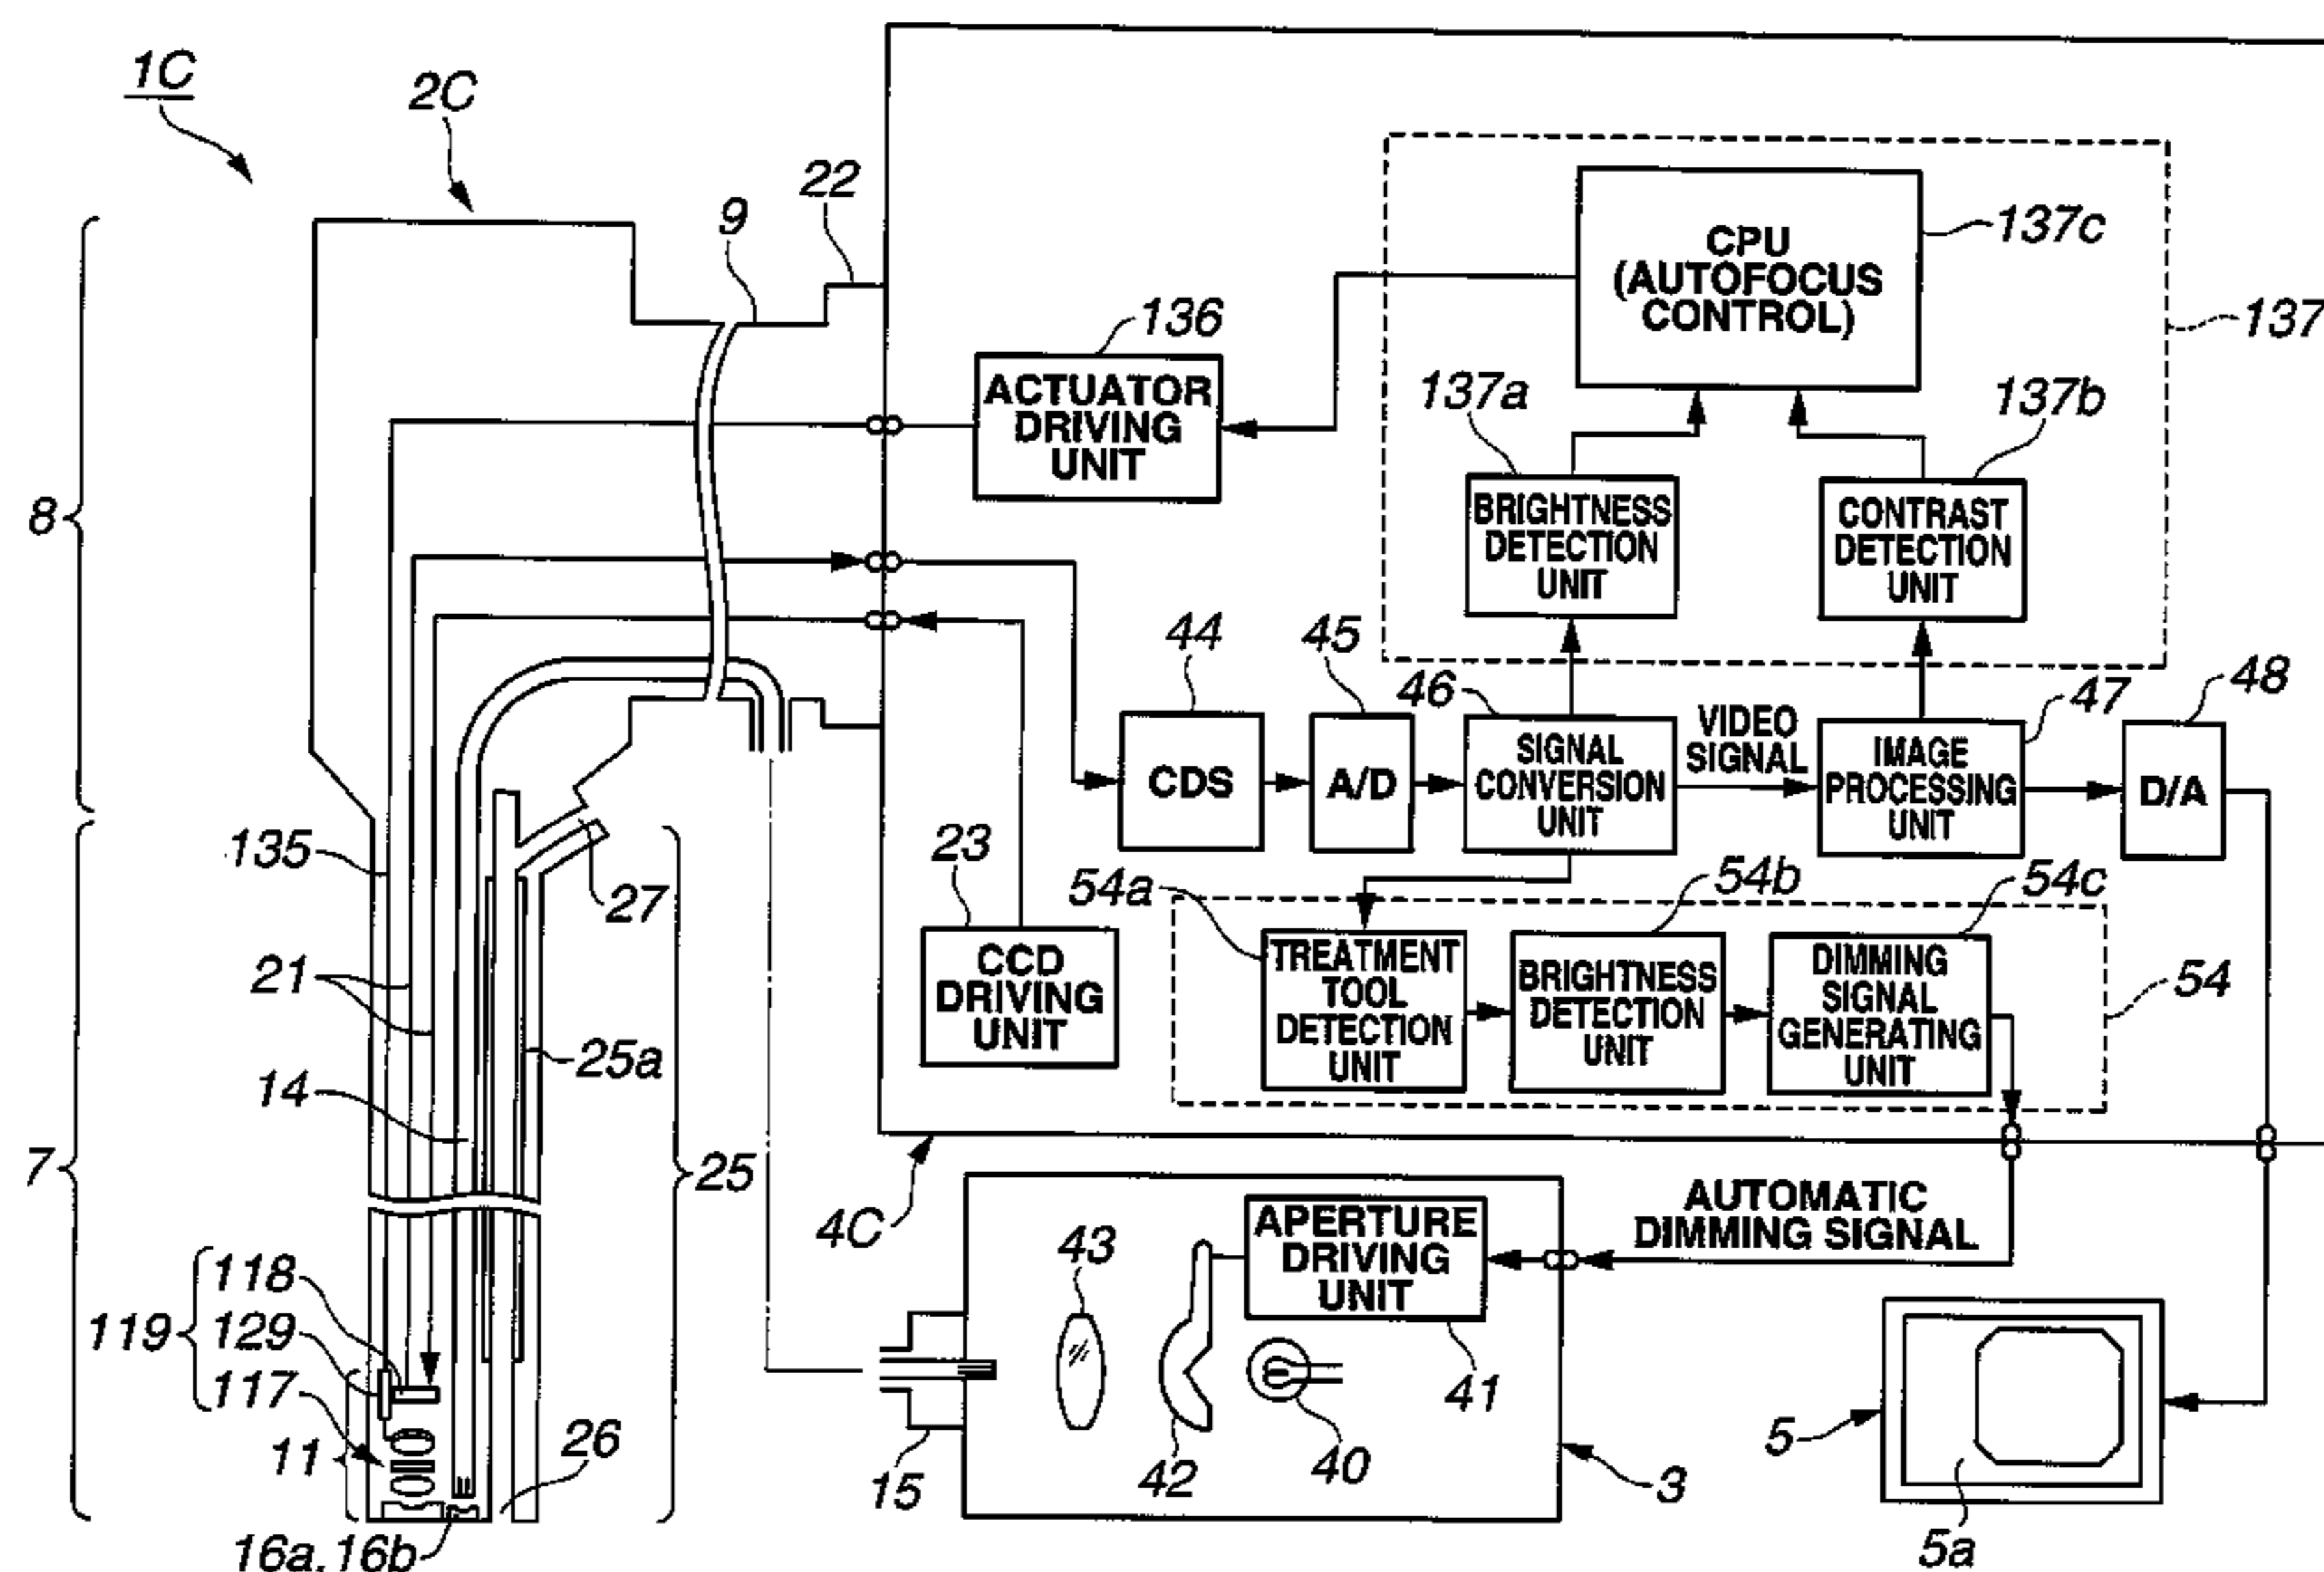 1C
2C
22
9
137c
CPU
(AUTOFOCUS
CONTROL)
137
136
ACTUATOR
DRIVING
UNIT
137a
137b
BRIGHTNESS
DETECTION
UNIT
CONTRAST
DETECTION
UNIT
8
44
45
46
47
48
CDS
A/D
SIGNAL
CONVERSION
UNIT
VIDEO
SIGNAL
IMAGE
PROCESSING
UNIT
D/A
135
27
23
CCD
DRIVING
UNIT
54a
54b
54c
TREATMENT
TOOL
DETECTION
UNIT
BRIGHTNESS
DETECTION
UNIT
DIMMING
SIGNAL
GENERATING
UNIT
54
21
25a
14
7
25
4C
AUTOMATIC
DIMMING SIGNAL
43
APERTURE
DRIVING
UNIT
118
119
129
117
11
26
15
42
40
41
3
5
5a
16a, 16b